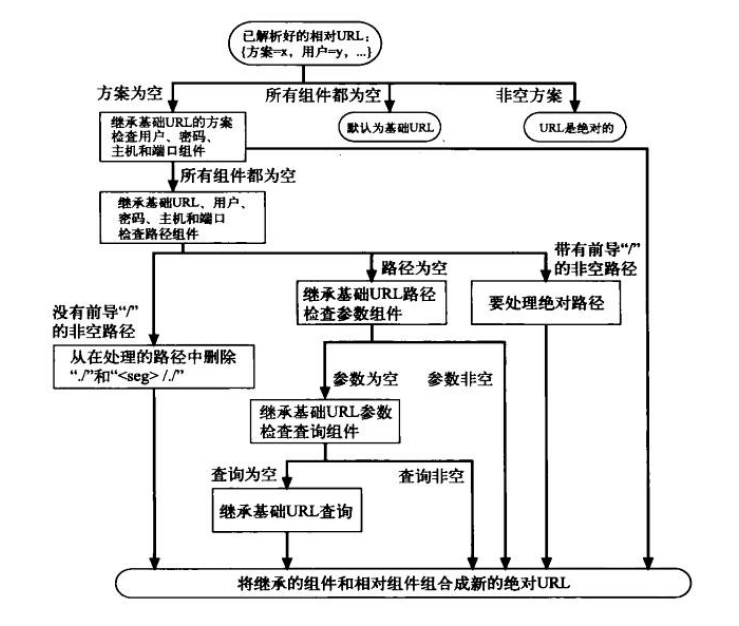 已解析好的相对URL；
{方案=x，用户=y，...}
方案为空
所有组件都为空
非空方案
继承基础URL的方案
检查用户、密码、
主机和端口组件
默认为基础URL
URL是绝对的
所有组件都为空
继承基础URL、用户、
密码、主机和端口
检查路径组件
带有前导“/”
的非空路径
路径为空
继承基础URL路径
检查参数组件
要处理绝对路径
没有前导“/”
的非空路径
从在处理的路径中删除
“./”和“<seg> /./”
参数为空
参数非空
继承基础URL参数
检查查询组件
查询为空
查询非空
继承基础URL查询
将继承的组件和相对组件组合成新的绝对URL